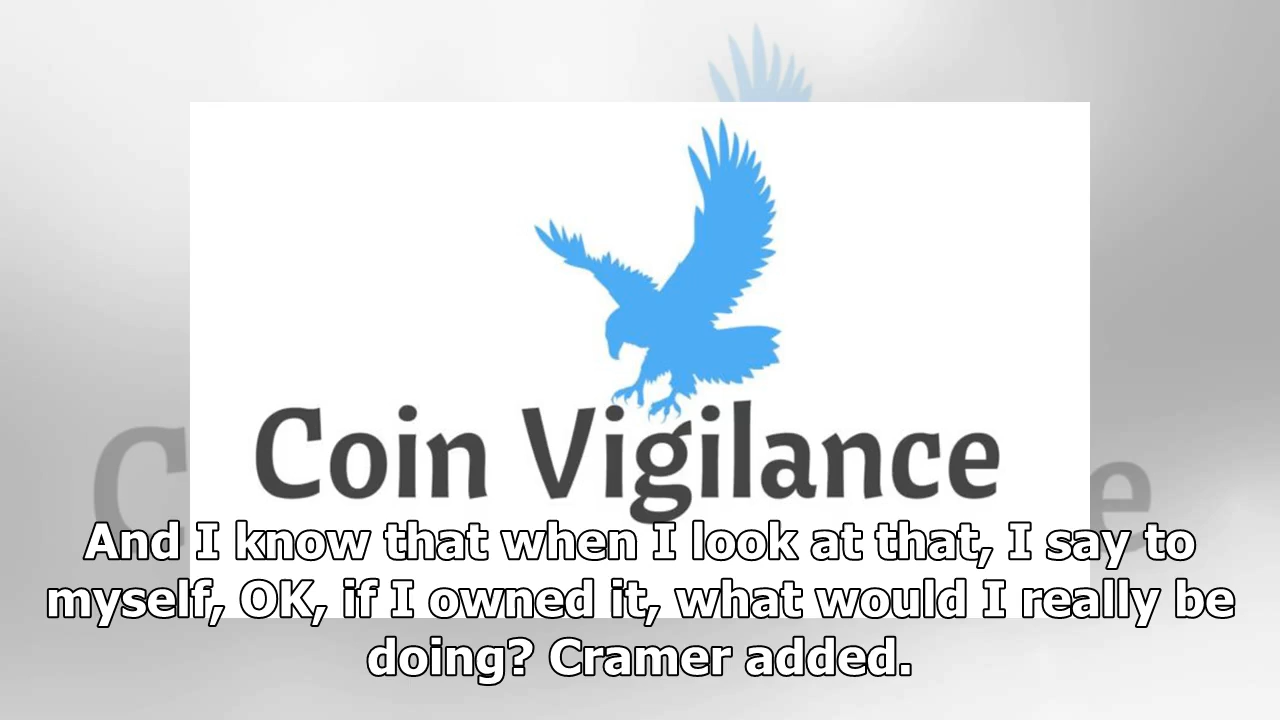 Coin Vigilance
And I know that when I look at that, I say to
myself, OK, if I owned it, what would I really be
doing? Cramer added.